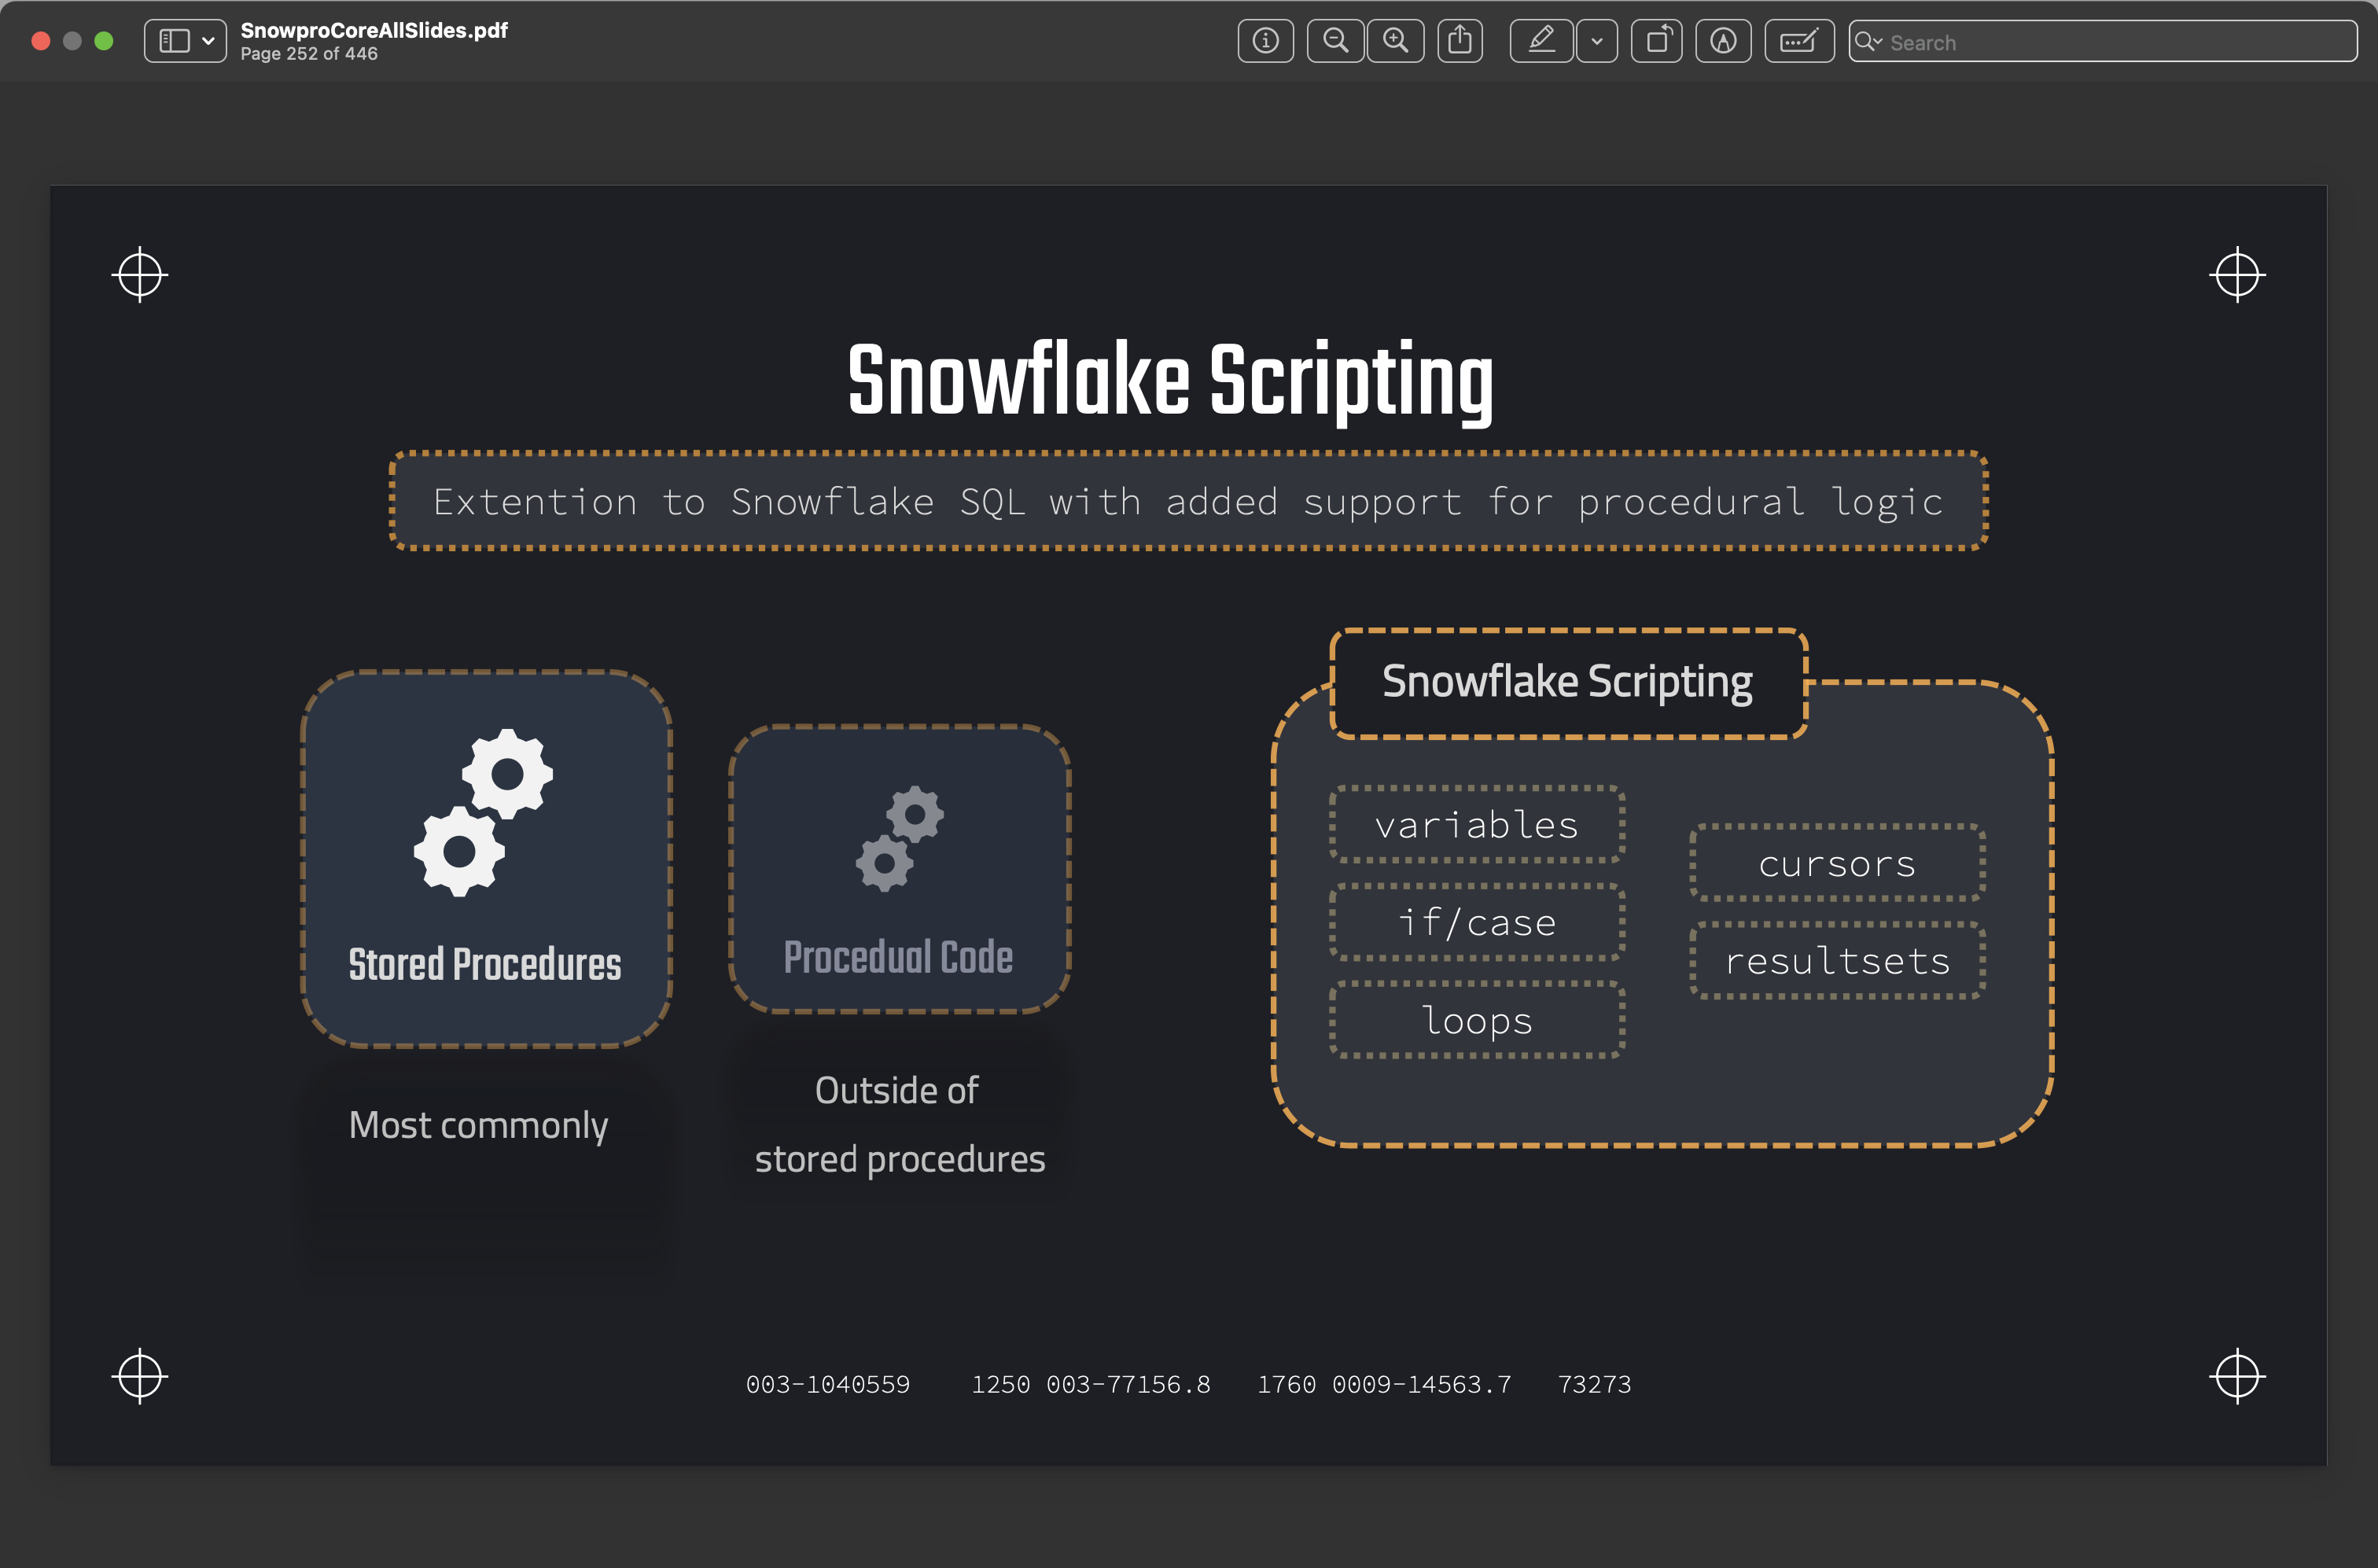 SnowproCoreAllSlides.pdf
Page 252 of 446
Search
Snowflake Scripting
Extention to Snowflake SQL with added support for procedural logic
Stored Procedures
Most commonly
Procedual Code
Outside of
stored procedures
Snowflake Scripting
variables
if/case
loops
cursors
resultsets
003-1040559 1250 003-77156.8 1760 0009-14563.7 73273